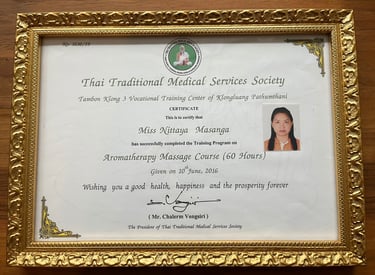 Thai Traditional Medical Services Society
Tambon Klong 3 Vocational Training Center of Klongluang Pathumthani
CERTIFICATE
This is to certify that
Miss Nittaya Masanga
has successfully completed the Training Program on
Aromatherapy Massage Course (60 Hours)
Given on 10th June, 2016
Wishing you a good health, happiness and the prosperity forever
( Mr. Chalerm Vongsiri )
The President of Thai Traditional Medical Services Society